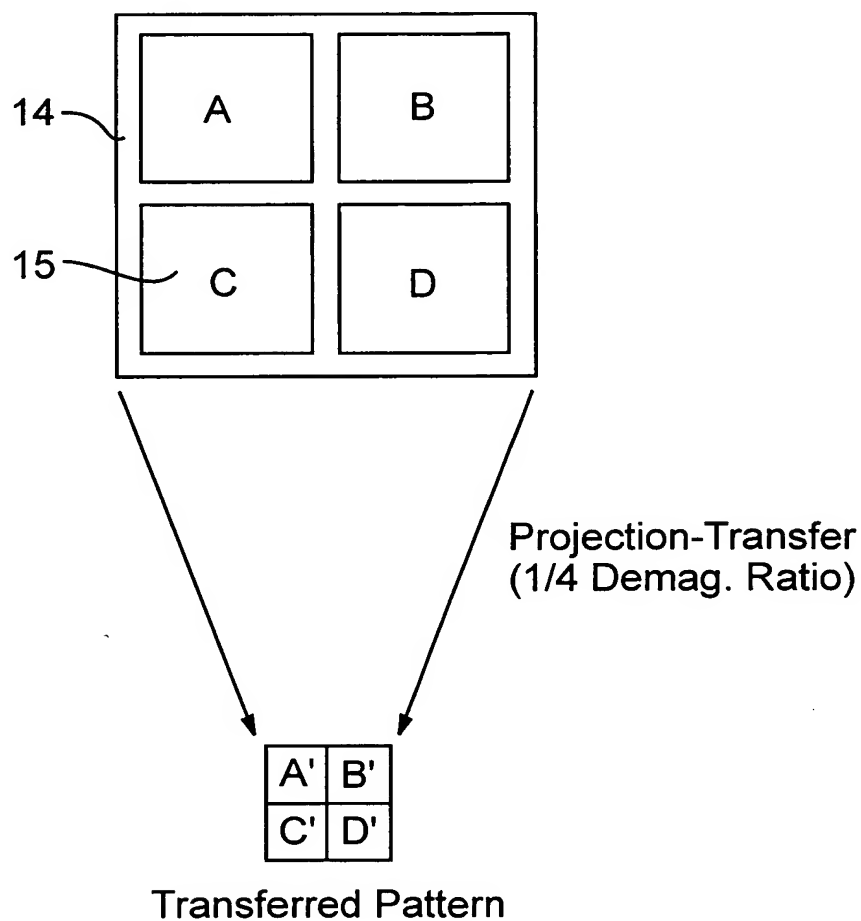 14
A
B
15
C
D
Projection-Transfer
(1/4 Demag. Ratio)
A' B'
C' D'
Transferred Pattern